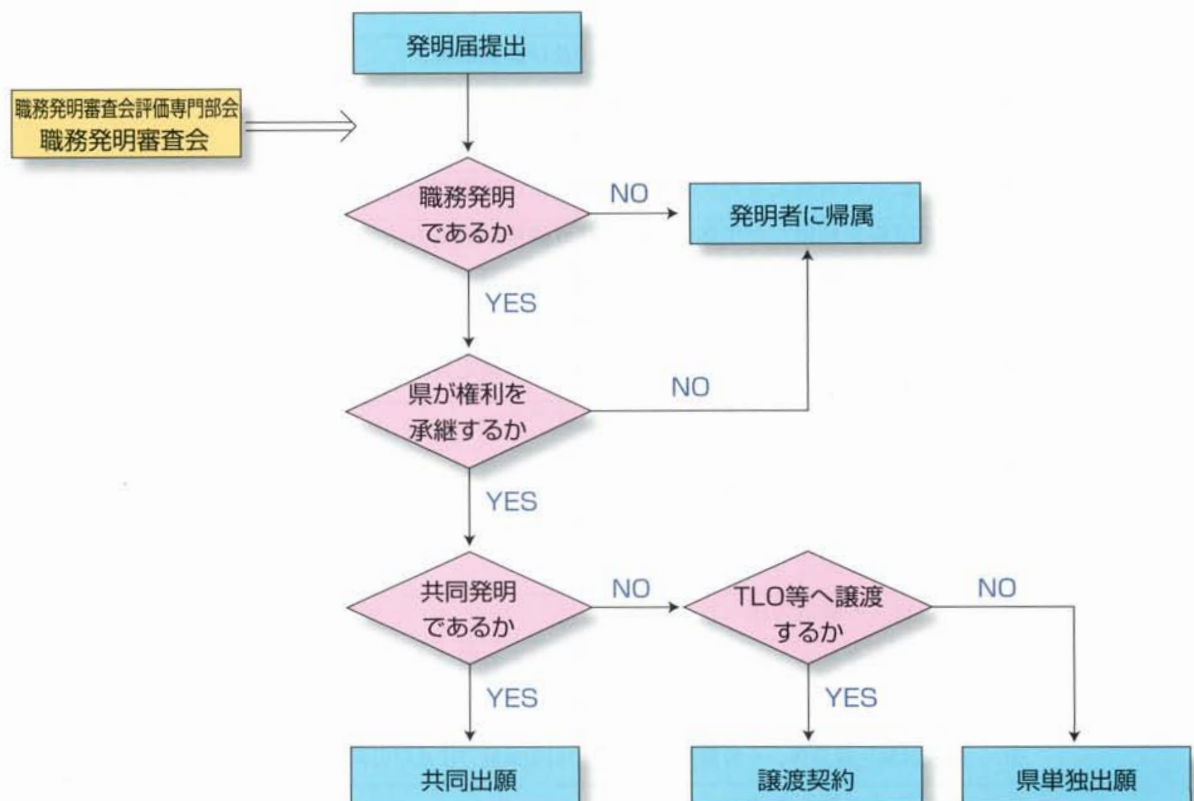 発明届提出
職務発明審査会評価専門部会
職務発明審査会
職務発明
であるか
NO
発明者に帰属
YES
県が権利を
承継するか
NO
YES
共同発明
であるか
NO
TLO等へ譲渡
するか
NO
YES
YES
共同出願
譲渡契約
県単独出願